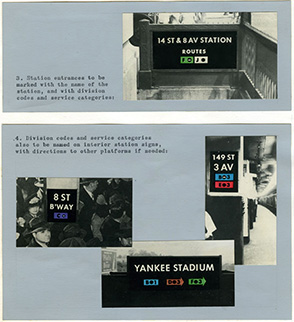 14 ST & 8 AV STATION
ROUTES
3. Station entrances to be
marked with the name of the
station, and with division
codes and service categories:
4. Division codes and service categories
also to be named on interior station signs,
with directions to other platforms if needed:
149 ST
3 AV
8 ST
B'WAY
YANKEE STADIUM